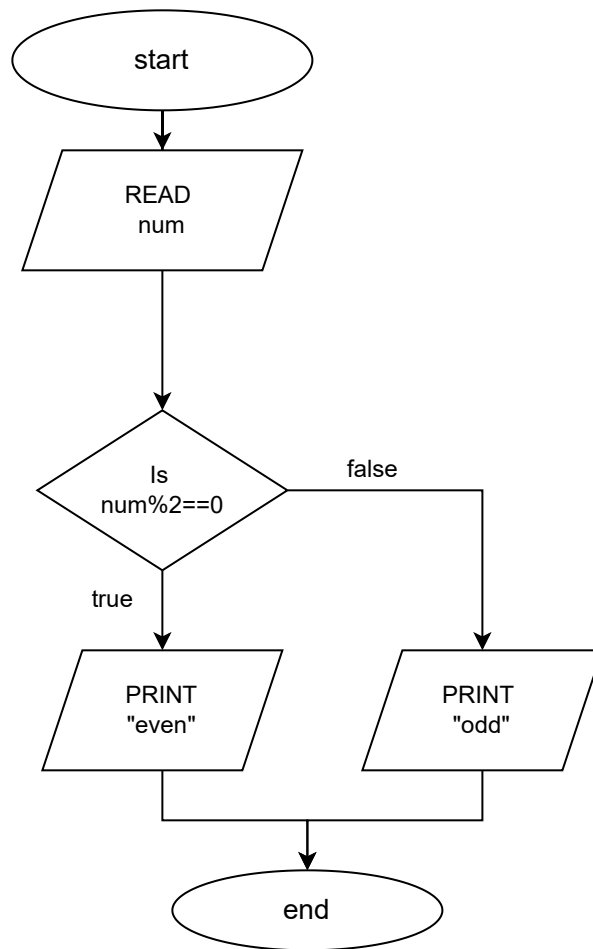 start
READ
num
Is
num%2==0
false
true
PRINT
"even"
PRINT
"odd"
end